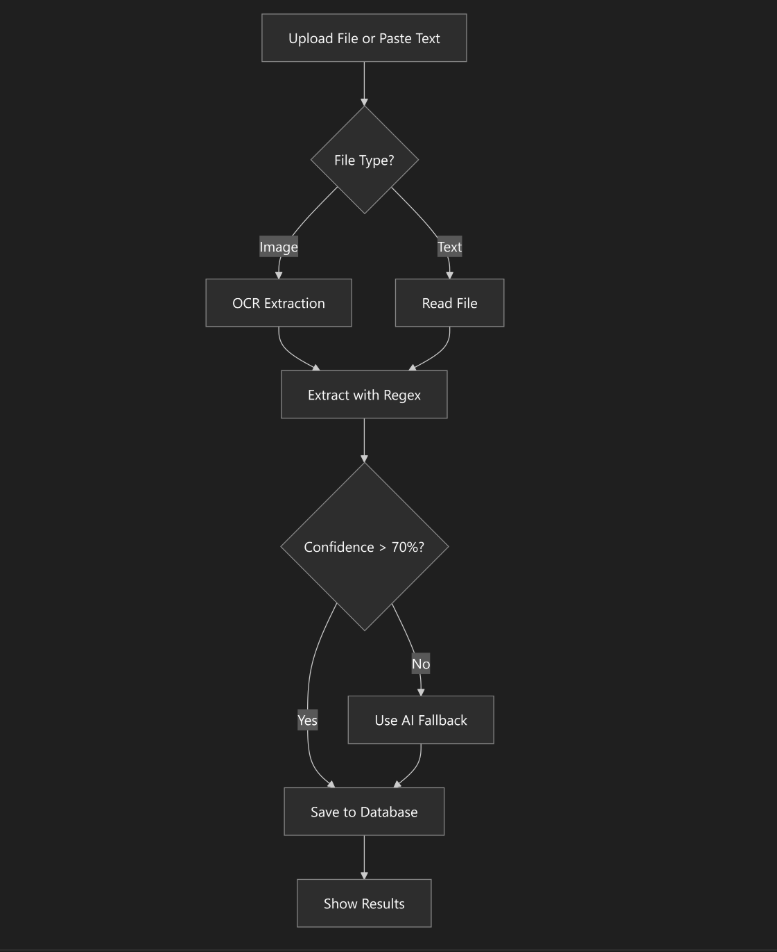 Upload File or Paste Text
File Type?
Image
Text
OCR Extraction
Read File
Extract with Regex
Confidence > 70%?
No
Yes
Use AI Fallback
Save to Database
Show Results